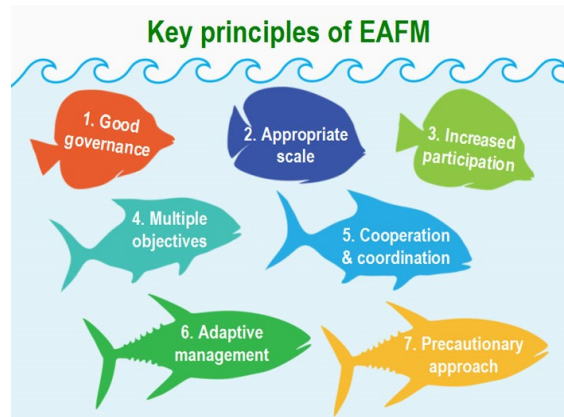 Key principles of EAFM
1. Good
governance
2. Appropriate
scale
3. Increased
participation
4. Multiple
objectives
5. Cooperation
& coordination
6. Adaptive
management
7. Precautionary
approach